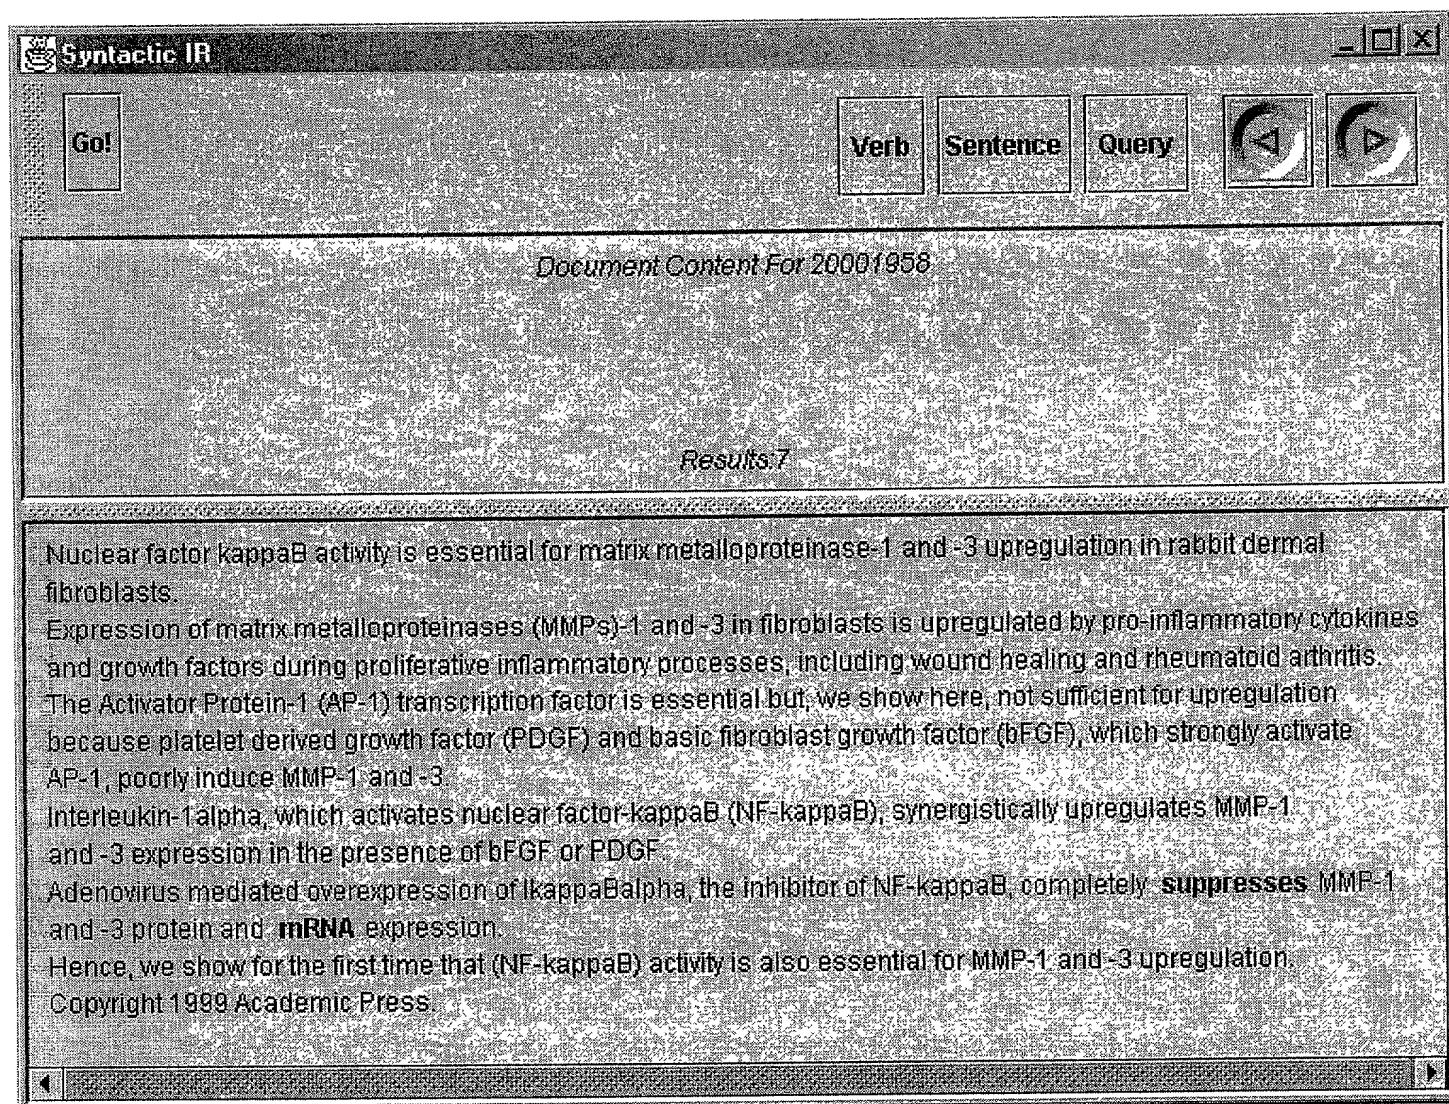 Syntactic IR
Go!
Verb
Sentence
Query
Document Content For 20001958
Results:7
Nuclear factor kappaB activity is essential for matrix metalloproteinase-1 and -3 upregulation in rabbit dermal
fibroblasts.
Expression of matrix metalloproteinases (MMPs)-1 and -3 in fibroblasts is upregulated by pro-inflammatory cytokines
and growth factors during proliferative inflammatory processes, including wound healing and rheumatoid arthritis.
The Activator Protein-1 (AP-1) transcription factor is essential but, we show here, not sufficient for upregulation
because platelet derived growth factor (PDGF) and basic fibroblast growth factor (bFGF), which strongly activate
AP-1, poorly induce MMP-1 and -3.
Interleukin-1alpha, which activates nuclear factor-kappaB (NF-kappaB), synergistically upregulates MMP-1
and -3 expression in the presence of bFGF or PDGF.
Adenovirus mediated overexpression of IkappaBalpha, the inhibitor of NF-kappaB, completely suppresses MMP-1
and -3 protein and mRNA expression.
Hence, we show for the first time that (NF-kappaB) activity is also essential for MMP-1 and -3 upregulation.
Copyright 1999 Academic Press.